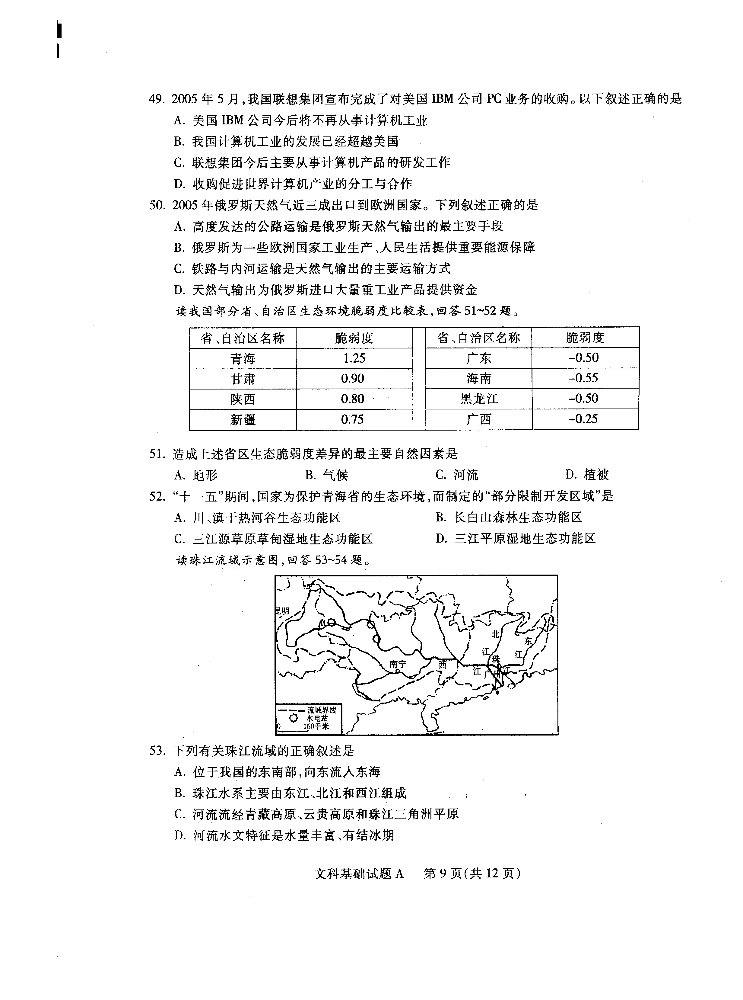 49. 2005 年 5 月,我国联想集团宣布完成了对美国 IBM 公司 PC 业务的收购。以下叙述正确的是
A. 美国 IBM 公司今后将不再从事计算机工业
B. 我国计算机工业的发展已经超越美国
C. 联想集团今后主要从事计算机产品的研发工作
D. 收购促进世界计算机产业的分工与合作
50. 2005 年俄罗斯天然气近三成出口到欧洲国家。下列叙述正确的是
A. 高度发达的公路运输是俄罗斯天然气输出的最主要手段
B. 俄罗斯为一些欧洲国家工业生产、人民生活提供重要能源保障
C. 铁路与内河运输是天然气输出的主要运输方式
D. 天然气输出为俄罗斯进口大量重工业产品提供资金
读我国部分省、自治区生态环境脆弱度比较表,回答 51~52 题。
省、自治区名称 脆弱度 省、自治区名称 脆弱度
青海 1.25 广东 -0.50
甘肃 0.90 海南 -0.55
陕西 0.80 黑龙江 -0.50
新疆 0.75 广西 -0.25
51. 造成上述省区生态脆弱度差异的最主要自然因素是
A. 地形 B. 气候 C. 河流 D. 植被
52. “十一五”期间,国家为保护青海省的生态环境,而制定的“部分限制开发区域”是
A. 川、滇干热河谷生态功能区 B. 长白山森林生态功能区
C. 三江源草原草甸湿地生态功能区 D. 三江平原湿地生态功能区
读珠江流域示意图,回答 53~54 题。
昆明
北
东
江
江
珠
南宁
西
江
广州
江
流域界线
水电站
0 150千米
53. 下列有关珠江流域的正确叙述是
A. 位于我国的东南部,向东流入东海
B. 珠江水系主要由东江、北江和西江组成
C. 河流流经青藏高原、云贵高原和珠江三角洲平原
D. 河流水文特征是水量丰富、有结冰期
文科基础试题 A 第 9 页(共 12 页)